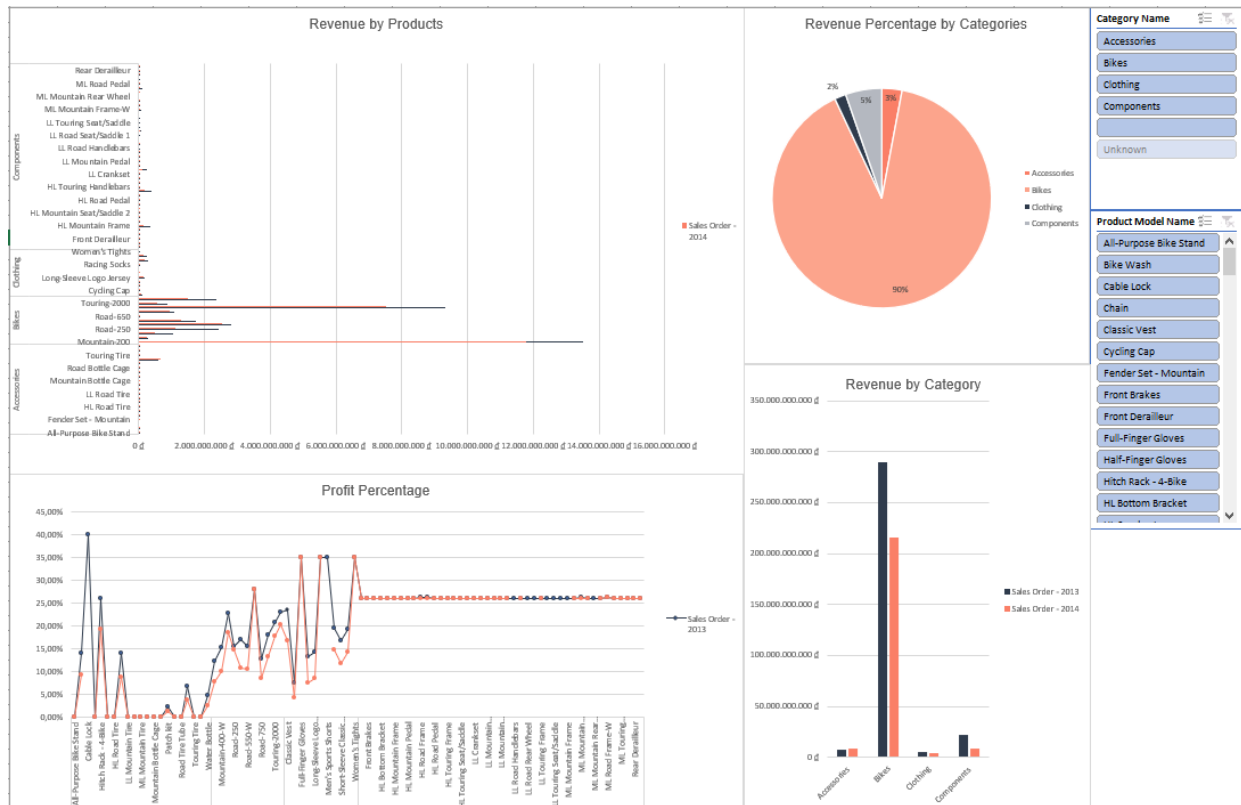 Revenue by Products
Components
Rear Derailleur
ML Road Pedal
ML Mountain Rear Wheel
ML Mountain Frame-W
LL Touring Seat/Saddle
LL Road Seat/Saddle 1
LL Road Handlebars
LL Mountain Pedal
LL Crankset
HL Touring Handlebars
HL Road Pedal
HL Mountain Seat/Saddle 2
HL Mountain Frame
Front Derailleur
Clothing
Women's Tights
Racing Socks
Long-Sleeve Logo Jersey
Cycling Cap
Bikes
Touring-2000
Road-650
Road-250
Mountain-200
Accessories
Touring Tire
Road Bottle Cage
Mountain Bottle Cage
LL Road Tire
HL Road Tire
Fender Set - Mountain
All-Purpose Bike Stand
0 ₫
2.000.000.000 ₫
4.000.000.000 ₫
6.000.000.000 ₫
8.000.000.000 ₫
10.000.000.000 ₫
12.000.000.000 ₫
14.000.000.000 ₫
16.000.000.000 ₫
Sales Order -
2014
Revenue Percentage by Categories
2%
5%
3%
90%
Accessories
Bikes
Clothing
Components
Category Name
Accessories
Bikes
Clothing
Components
Unknown
Product Model Name
All-Purpose Bike Stand
Bike Wash
Cable Lock
Chain
Classic Vest
Cycling Cap
Fender Set - Mountain
Front Brakes
Front Derailleur
Full-Finger Gloves
Half-Finger Gloves
Hitch Rack - 4-Bike
HL Bottom Bracket
Profit Percentage
45,00%
40,00%
35,00%
30,00%
25,00%
20,00%
15,00%
10,00%
5,00%
0,00%
All-Purpose Bike Stand
Cable Lock
Hitch Rack - 4-Bike
HL Road Tire
LL Mountain Tire
ML Mountain Tire
Mountain Bottle Cage
Patch kit
Road Tire Tube
Touring Tire
Water Bottle
Mountain-400-W
Road-250
Road-550-W
Road-750
Touring-2000
Classic Vest
Full-Finger Gloves
Long-Sleeve Logo...
Men's Sports Shorts
Short-Sleeve Classic...
Women's Tights
Front Brakes
HL Bottom Bracket
HL Mountain Frame
HL Mountain Pedal
HL Road Frame
HL Road Pedal
HL Touring Frame
HL Touring Seat/Saddle
LL Crankset
LL Mountain...
LL Mountain...
LL Road Handlebars
LL Road Rear Wheel
LL Touring Frame
LL Touring Seat/Saddle
ML Mountain Frame
ML Mountain...
ML Mountain Rear...
ML Road Frame-W
ML Touring...
Rear Derailleur
Sales Order -
2013
Revenue by Category
350.000.000.000 ₫
300.000.000.000 ₫
250.000.000.000 ₫
200.000.000.000 ₫
150.000.000.000 ₫
100.000.000.000 ₫
50.000.000.000 ₫
0 ₫
Accessories
Bikes
Clothing
Components
Sales Order - 2013
Sales Order - 2014